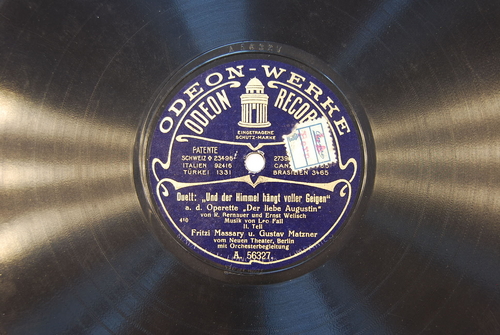 ODEON-WERKE
ODEON RECOR
EINGETRAGENE
SCHUTZ-MARKE
PATENTE
SCHWEIZ 23496
ITALIEN 92416
BRASILIEN 3465
TÜRKEI 1331
Duett: „Und der Himmel hängt voller Geigen“
a. d. Operette „Der liebe Augustin“
von R. Bernauer und Ernst Welisch
410 Musik von Leo Fall
II. Teil
Fritzi Massary u. Gustav Matzner
vom Neuen Theater, Berlin
mit Orchesterbegleitung
A. 56327.